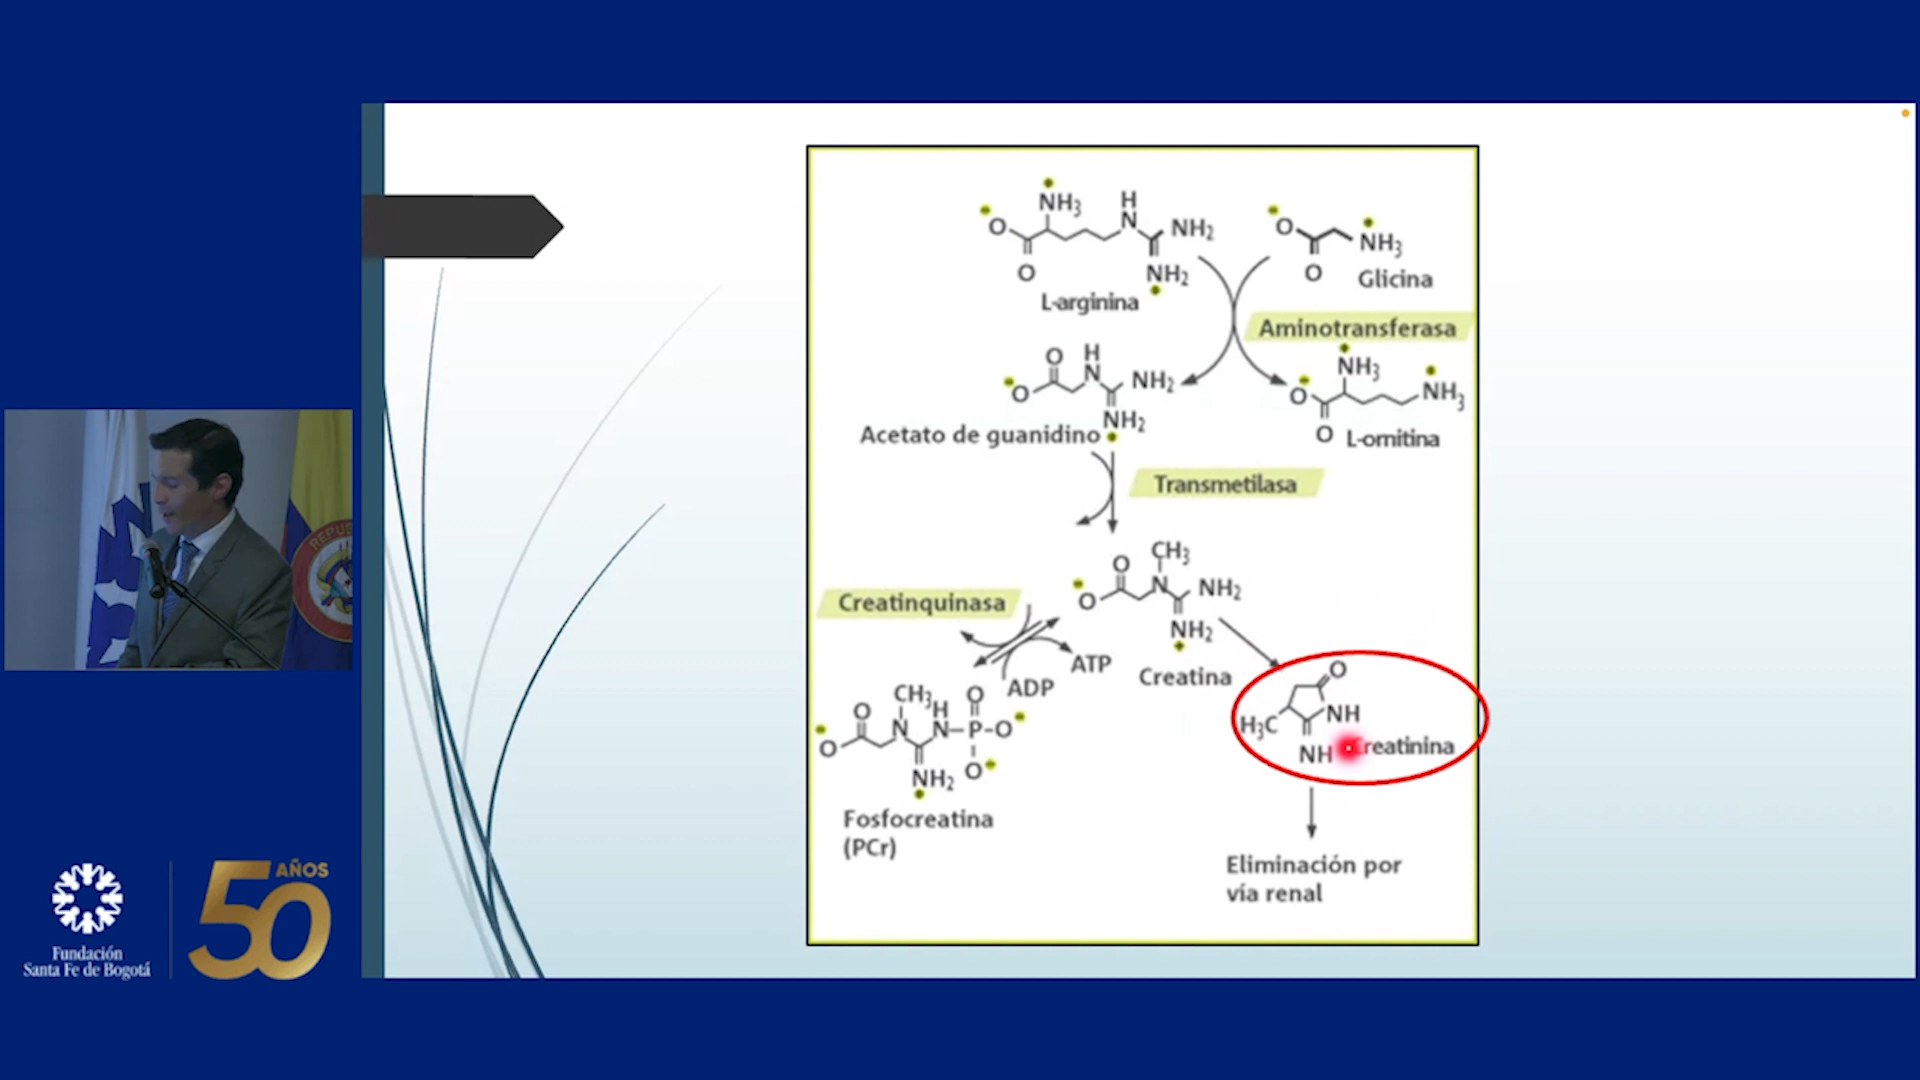 NH3
H
N
O
NH2
O
NH2
L-arginina
O
NH3
O
Glicina
Aminotransferasa
O
H
N
NH2
O
NH2
Acetato de guanidino
NH3
O
NH3
O
L-ornitina
Transmetilasa
CH3
O
N
NH2
O
NH2
Creatina
Creatinquinasa
ATP
ADP
CH3
O
H
O
N
N
P
O
O
O
NH2
Fosfocreatina
(PCr)
O
NH
H3C
NH
Creatinina
Eliminación por
vía renal
REPUB
Fundación
Santa Fe de Bogotá
50
AÑOS